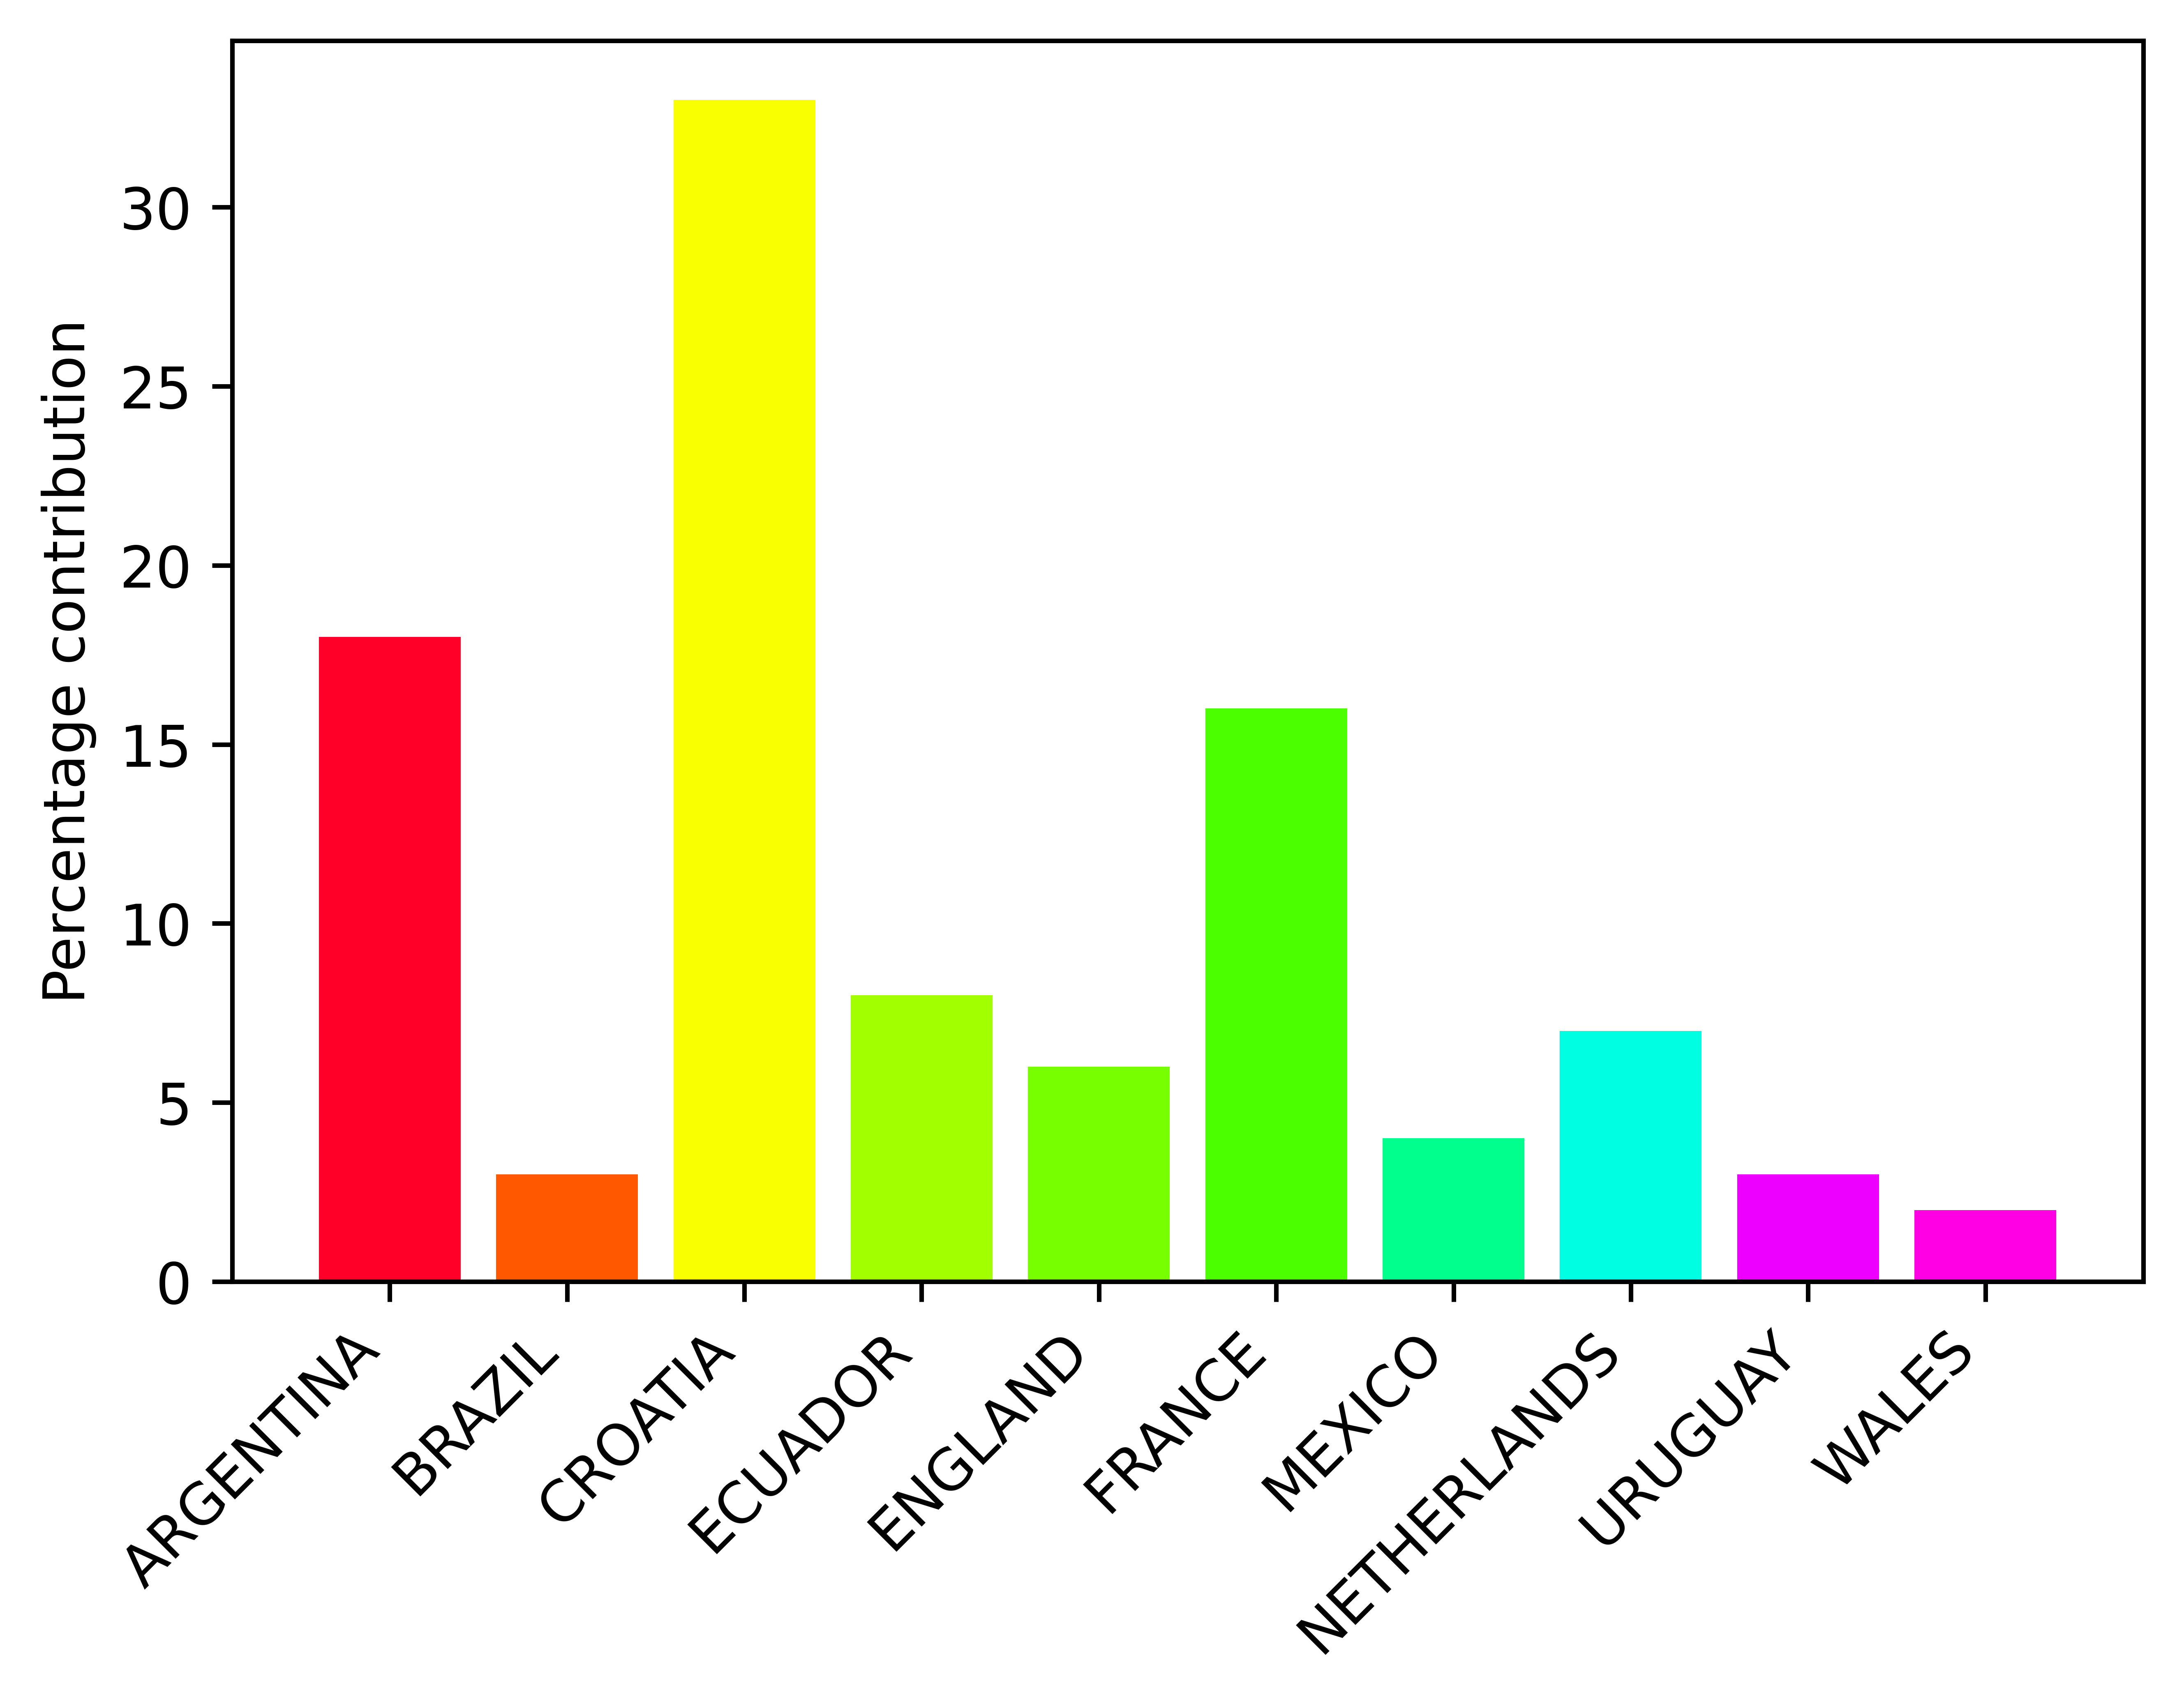 Percentage contribution
30
25
20
15
10
5
0
ARGENTINA
BRAZIL
CROATIA
ECUADOR
ENGLAND
FRANCE
MEXICO
NETHERLANDS
URUGUAY
WALES